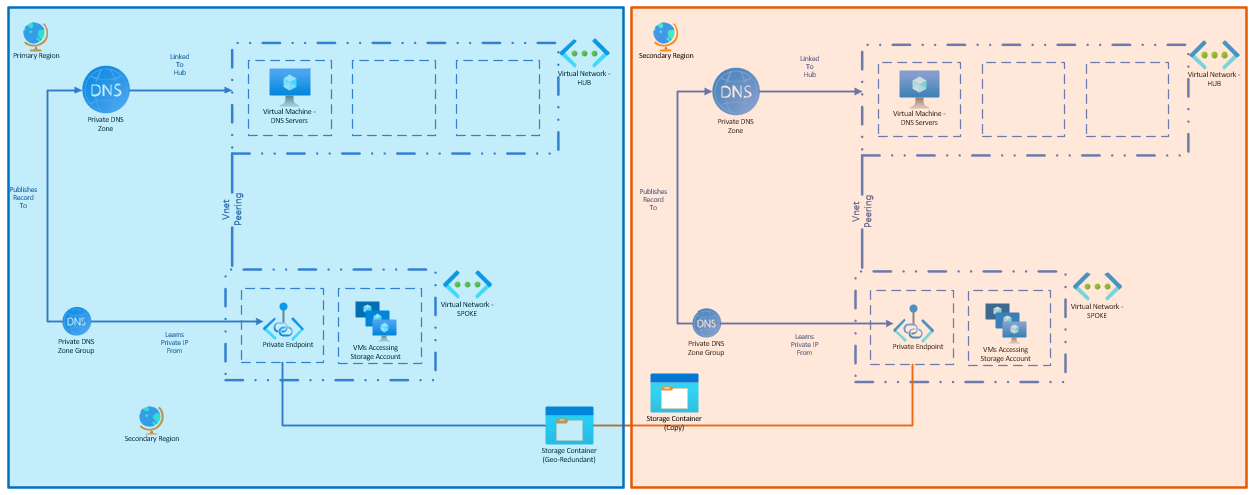 Primary Region
Linked
To
Hub
DNS
Private DNS
Zone
Virtual Machine -
DNS Servers
Virtual Network -
HUB
Publishes
Record
To
Vnet
Peering
Virtual Network -
SPOKE
DNS
Private DNS
Zone Group
Learns
Private IP
From
Private Endpoint
VMs Accessing
Storage Account
Secondary Region
Storage Container
(Geo-Redundant)
Secondary Region
Linked
To
Hub
DNS
Private DNS
Zone
Virtual Machine -
DNS Servers
Virtual Network -
HUB
Publishes
Record
To
Vnet
Peering
Virtual Network -
SPOKE
DNS
Private DNS
Zone Group
Learns
Private IP
From
Private Endpoint
VMs Accessing
Storage Account
Storage Container
(Copy)